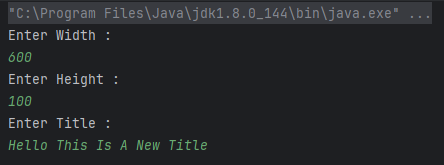 "C:\Program Files\Java\jdk1.8.0_144\bin\java.exe" ...
Enter Width :
600
Enter Height :
100
Enter Title :
Hello This Is A New Title